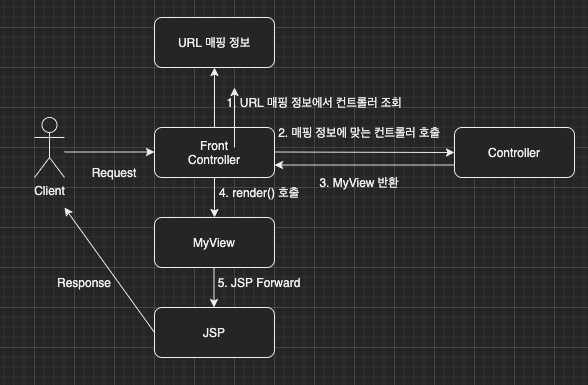 URL 매핑 정보
1. URL 매핑 정보에서 컨트롤러 조회
Front
Controller
2. 매핑 정보에 맞는 컨트롤러 호출
Controller
Request
Client
3. MyView 반환
4. render() 호출
MyView
Response
5. JSP Forward
JSP